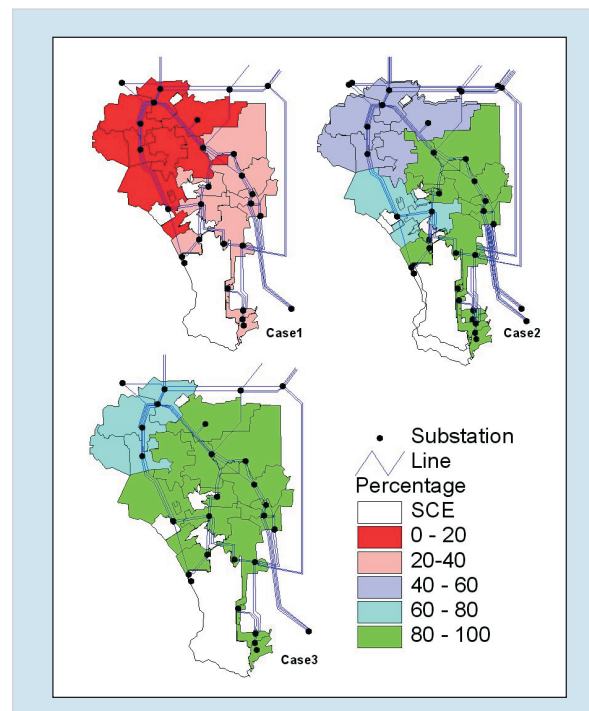 Case1
Case2
Case3
Substation
Line
Percentage
SCE
0 - 20
20-40
40 - 60
60 - 80
80 - 100